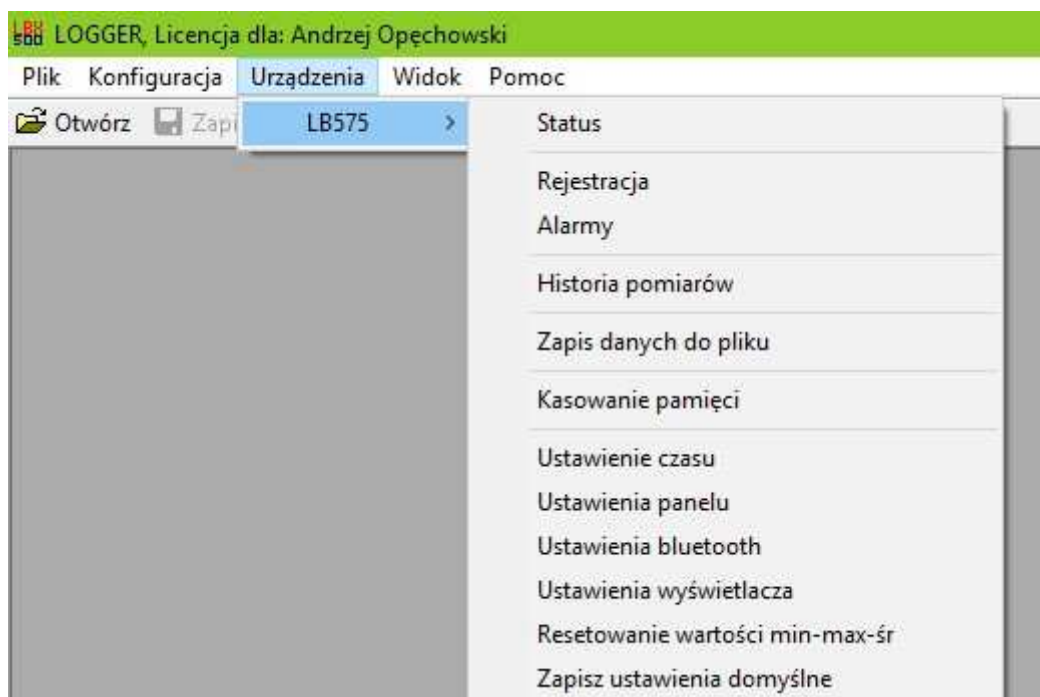 LOGGER, Licencja dla: Andrzej Opęchowski
Plik Konfiguracja Urządzenia Widok Pomoc
Otwórz LB575 > Status
Rejestracja
Alarmy
Historia pomiarów
Zapis danych do pliku
Kasowanie pamięci
Ustawienie czasu
Ustawienia panelu
Ustawienia bluetooth
Ustawienia wyświetlacza
Resetowanie wartości min-max-śr
Zapisz ustawienia domyślne